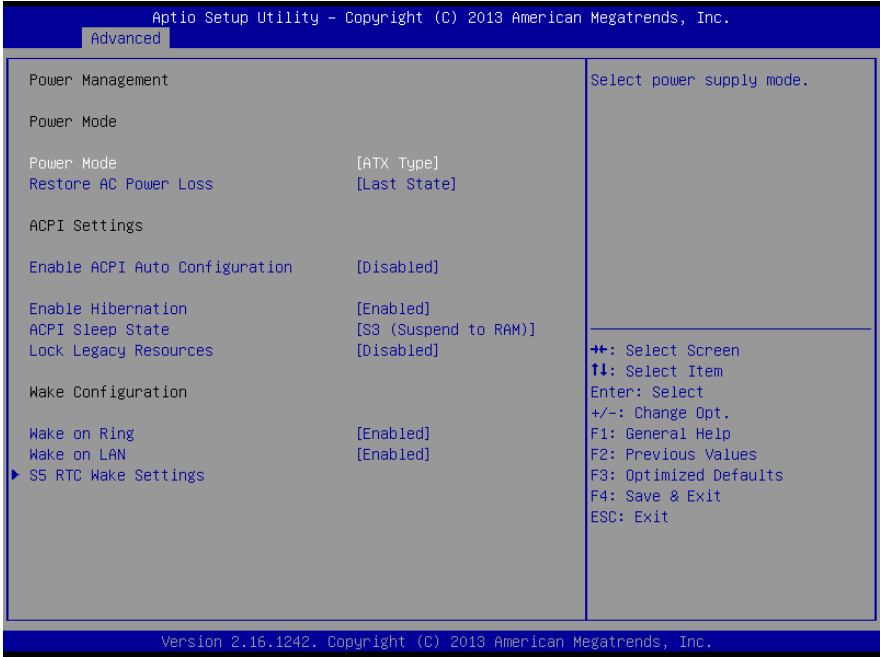 Aptio Setup Utility – Copyright (C) 2013 American Megatrends, Inc.
Advanced
Power Management
Power Mode
Power Mode [ATX Type]
Restore AC Power Loss [Last State]
ACPI Settings
Enable ACPI Auto Configuration [Disabled]
Enable Hibernation [Enabled]
ACPI Sleep State [S3 (Suspend to RAM)]
Lock Legacy Resources [Disabled]
Wake Configuration
Wake on Ring [Enabled]
Wake on LAN [Enabled]
▶ S5 RTC Wake Settings
Select power supply mode.
→←: Select Screen
↑↓: Select Item
Enter: Select
+/-: Change Opt.
F1: General Help
F2: Previous Values
F3: Optimized Defaults
F4: Save & Exit
ESC: Exit
Version 2.16.1242. Copyright (C) 2013 American Megatrends, Inc.